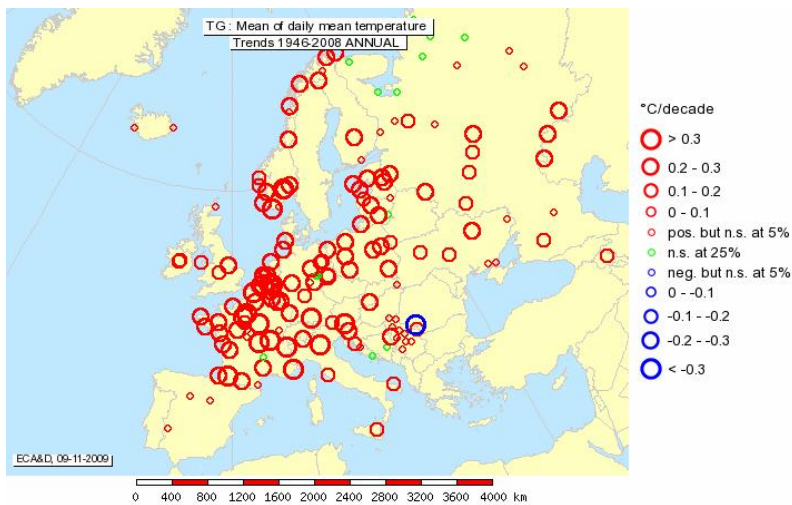 TG : Mean of daily mean temperature
Trends 1946-2008 ANNUAL
°C/decade
> 0.3
0.2 - 0.3
0.1 - 0.2
0 - 0.1
pos. but n.s. at 5%
n.s. at 25%
neg. but n.s. at 5%
0 - -0.1
-0.1 - -0.2
-0.2 - -0.3
< -0.3
ECA&D, 09-11-2009
0 400 800 1200 1600 2000 2400 2800 3200 3600 4000 km